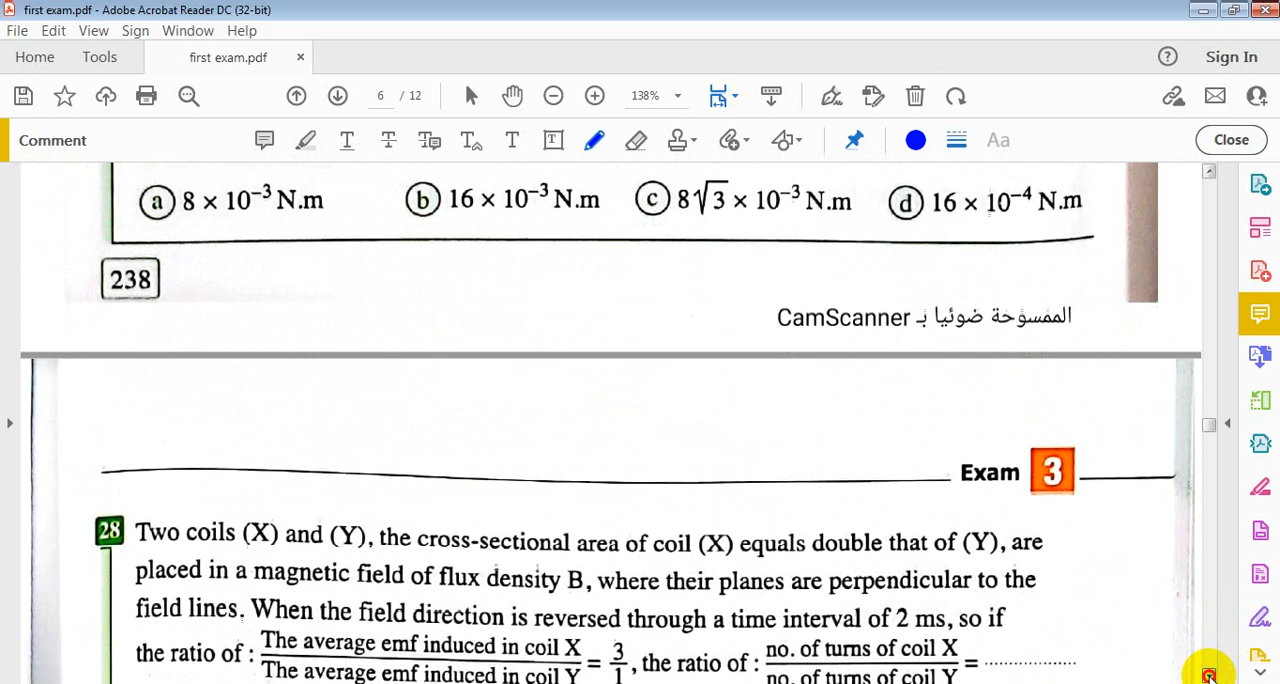 first exam.pdf - Adobe Acrobat Reader DC (32-bit)
File Edit View Sign Window Help
Home Tools first exam.pdf × Sign In
6 / 12 138%
Comment Aa Close
a 8 × 10⁻³ N.m b 16 × 10⁻³ N.m c 8√3 × 10⁻³ N.m d 16 × 10⁻⁴ N.m
238
الممسوحة ضوئيا بـ CamScanner
Exam 3
28 Two coils (X) and (Y), the cross-sectional area of coil (X) equals double that of (Y), are
placed in a magnetic field of flux density B, where their planes are perpendicular to the
field lines. When the field direction is reversed through a time interval of 2 ms, so if
the ratio of : The average emf induced in coil X / The average emf induced in coil Y = 3/1, the ratio of : no. of turns of coil X / no. of turns of coil Y = ...............